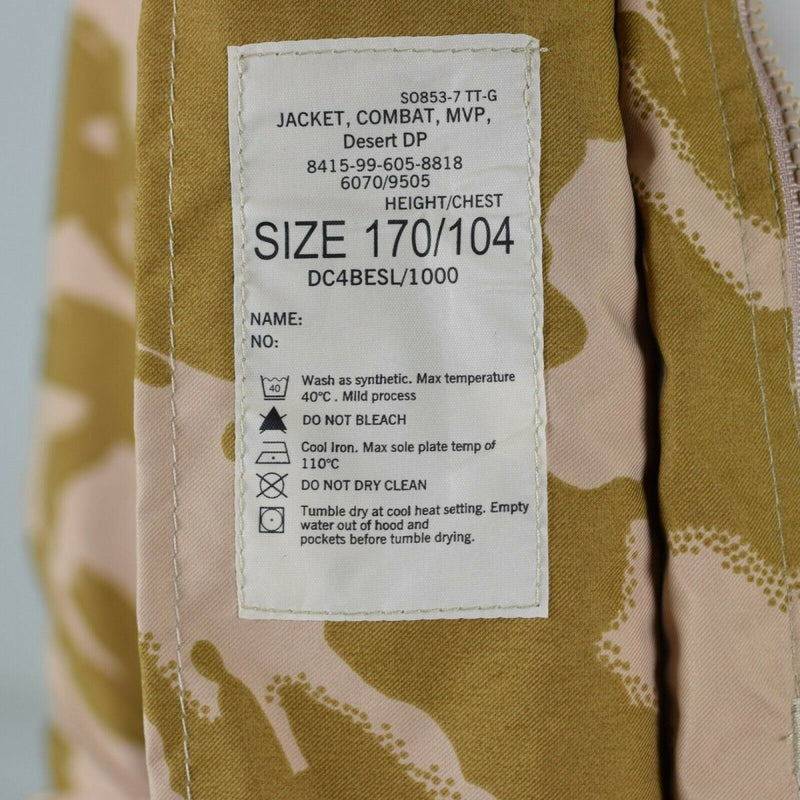 SO853-7 TT-G
JACKET, COMBAT, MVP,
Desert DP
8415-99-605-8818
6070/9505
HEIGHT/CHEST
SIZE 170/104
DC4BESL/1000
NAME:
NO:
40
Wash as synthetic. Max temperature
40°C . Mild process
DO NOT BLEACH
Cool Iron. Max sole plate temp of
110°C
DO NOT DRY CLEAN
Tumble dry at cool heat setting. Empty
water out of hood and
pockets before tumble drying.